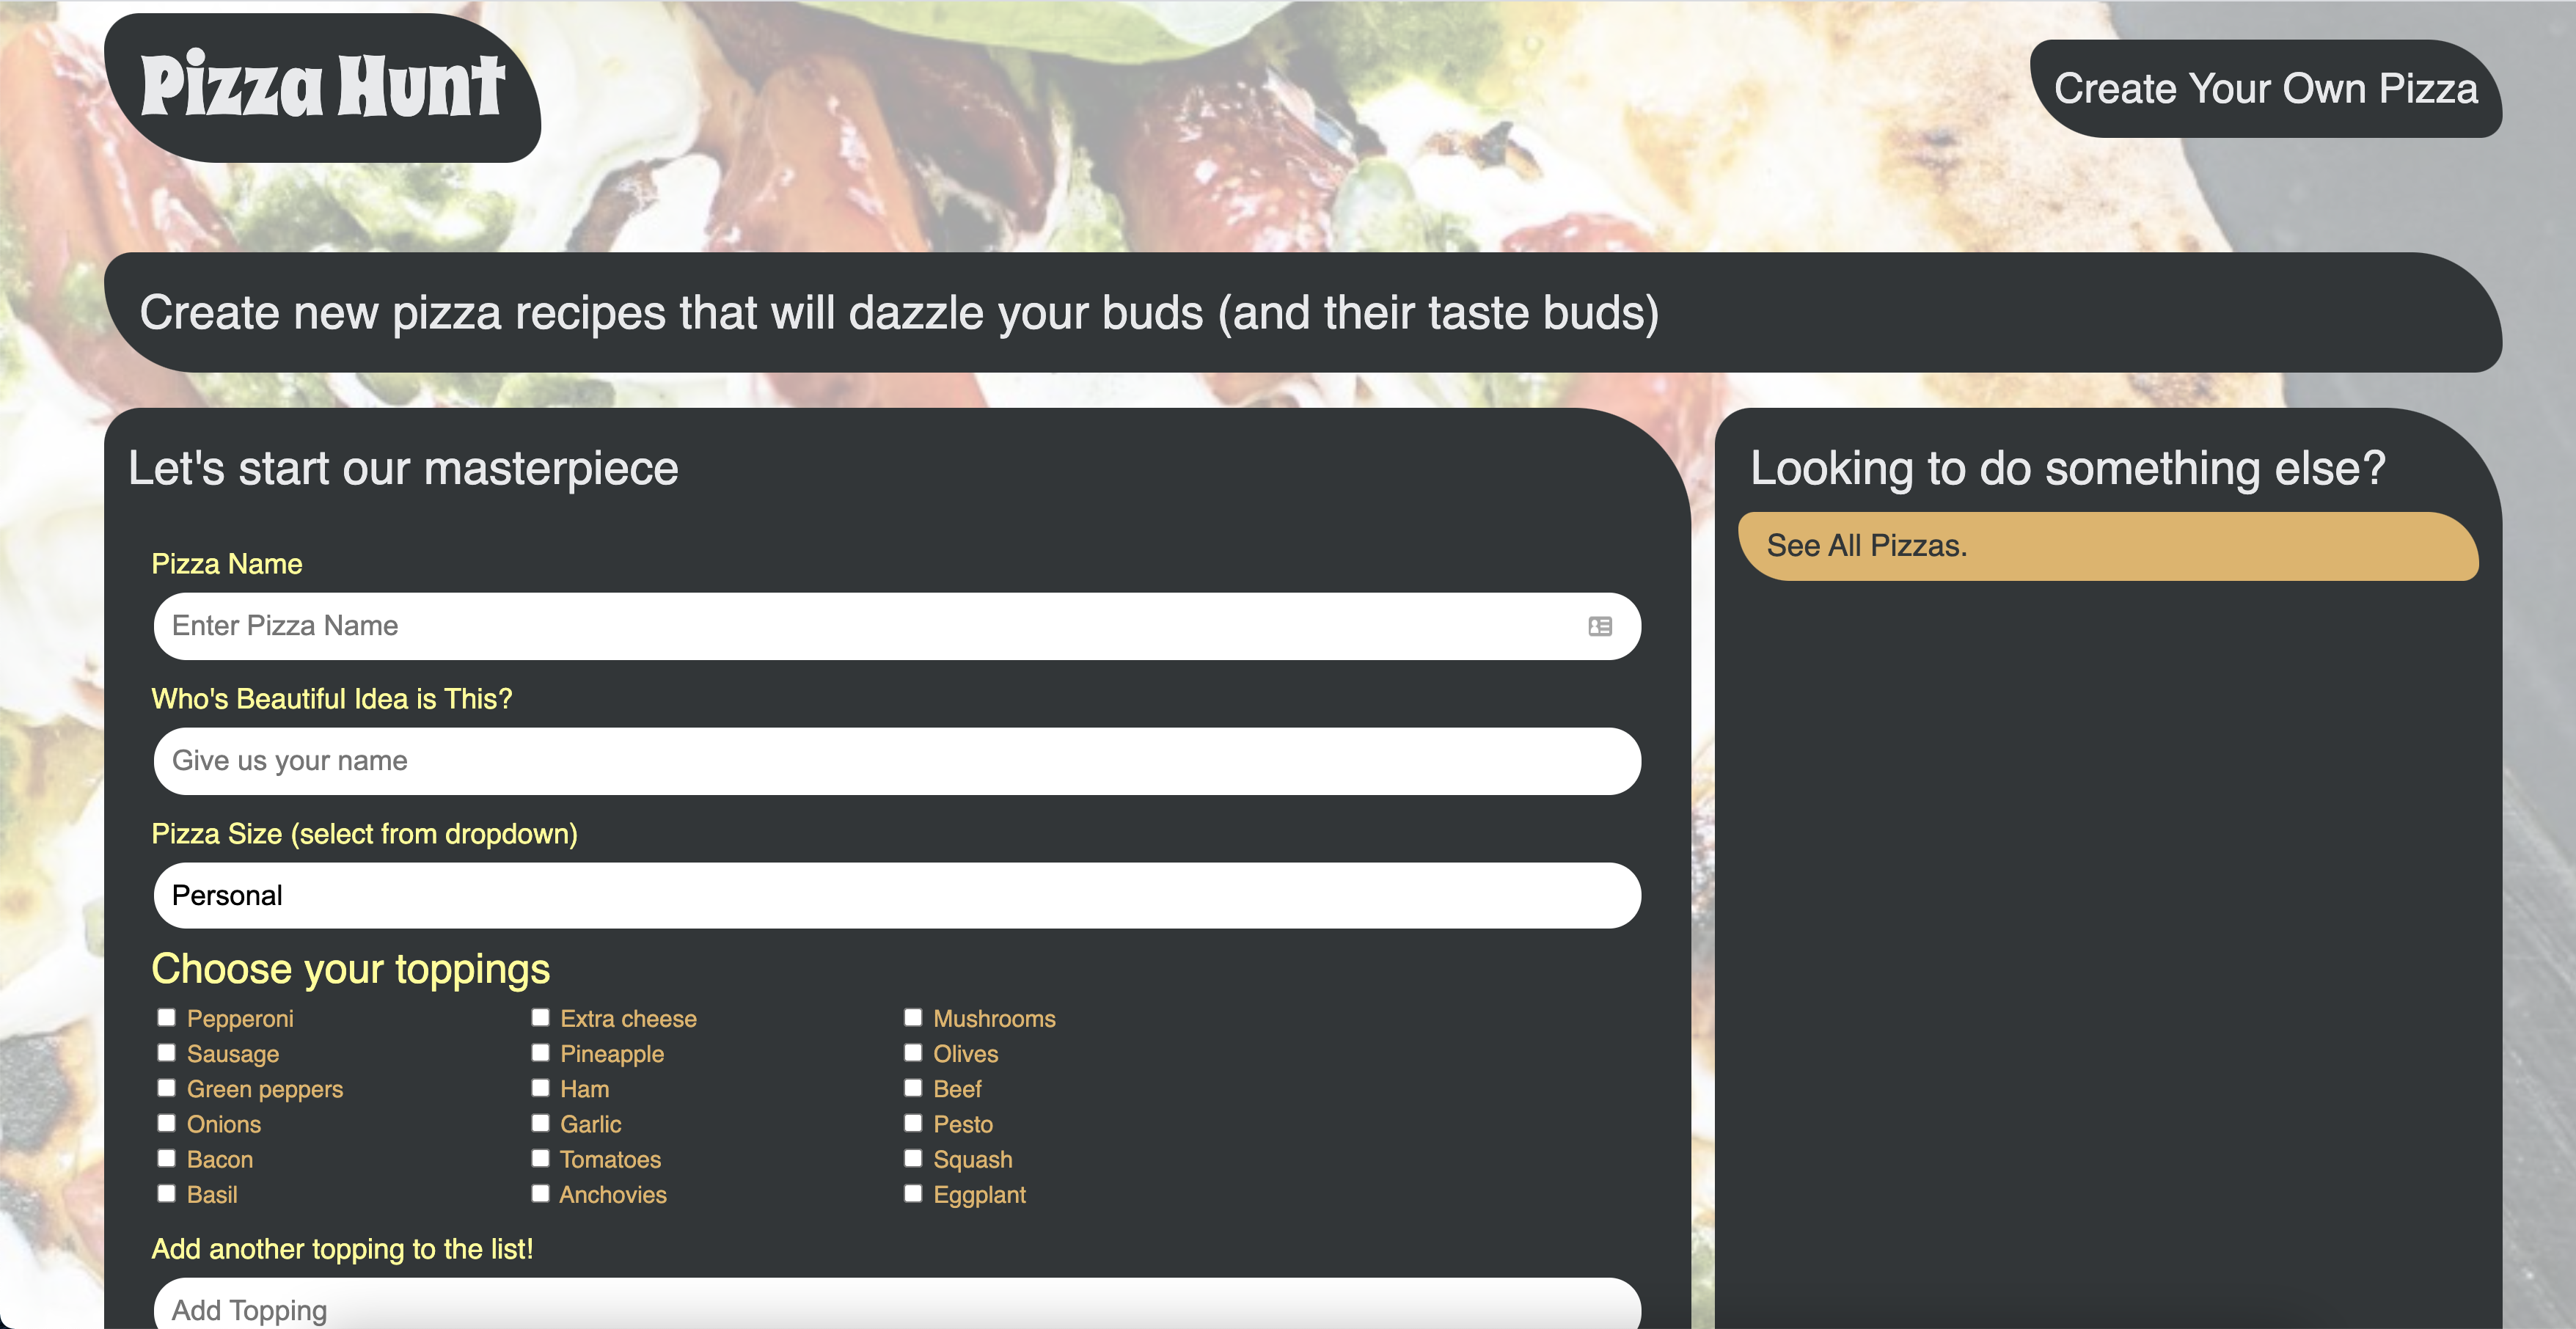 Pizza Hunt
Create Your Own Pizza
Create new pizza recipes that will dazzle your buds (and their taste buds)
Let's start our masterpiece
Pizza Name
Enter Pizza Name
Who's Beautiful Idea is This?
Give us your name
Pizza Size (select from dropdown)
Personal
Choose your toppings
Pepperoni Extra cheese Mushrooms
Sausage Pineapple Olives
Green peppers Ham Beef
Onions Garlic Pesto
Bacon Tomatoes Squash
Basil Anchovies Eggplant
Add another topping to the list!
Add Topping
Looking to do something else?
See All Pizzas.